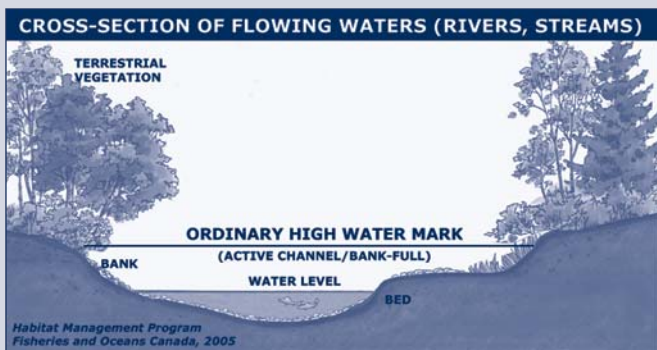 CROSS-SECTION OF FLOWING WATERS (RIVERS, STREAMS)
TERRESTRIAL
VEGETATION
ORDINARY HIGH WATER MARK
(ACTIVE CHANNEL/BANK-FULL)
BANK
WATER LEVEL
BED
Habitat Management Program
Fisheries and Oceans Canada, 2005